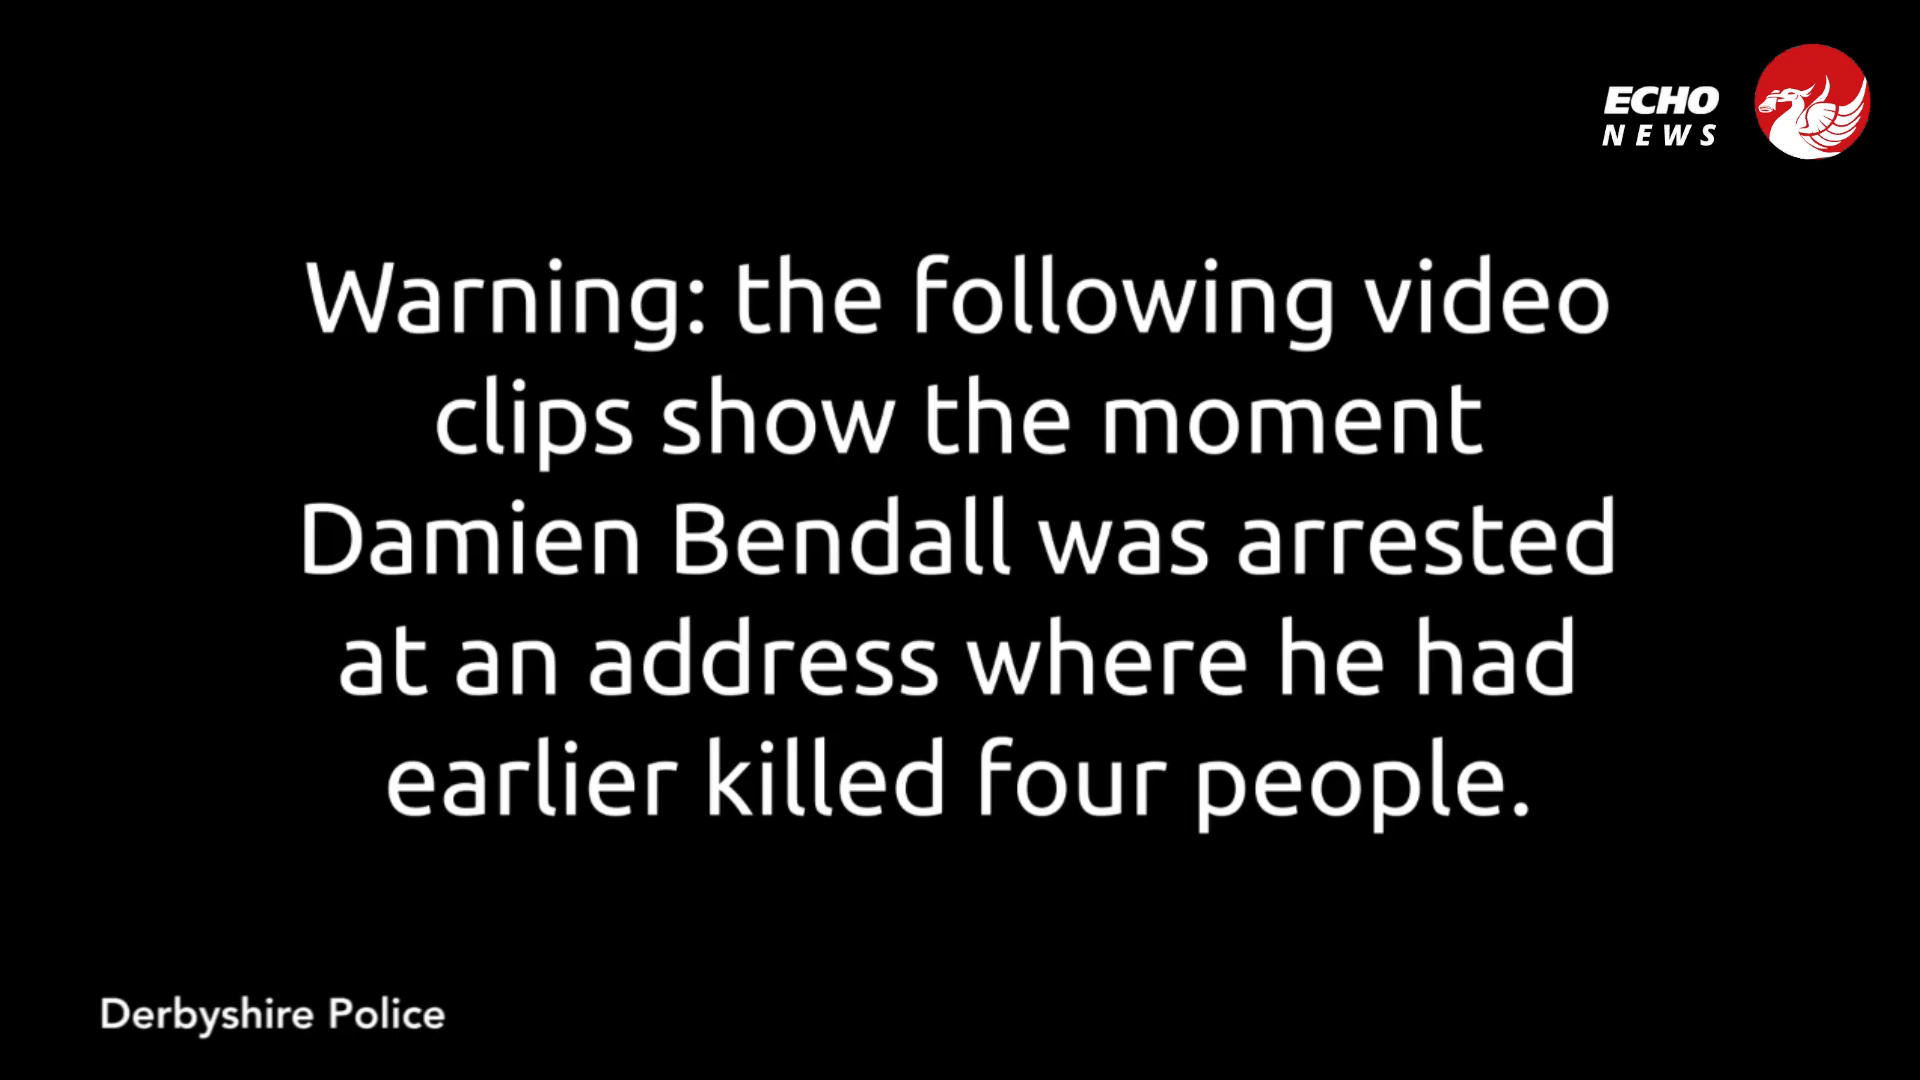 ECHO
NEWS
Warning: the following video
clips show the moment
Damien Bendall was arrested
at an address where he had
earlier killed four people.
Derbyshire Police